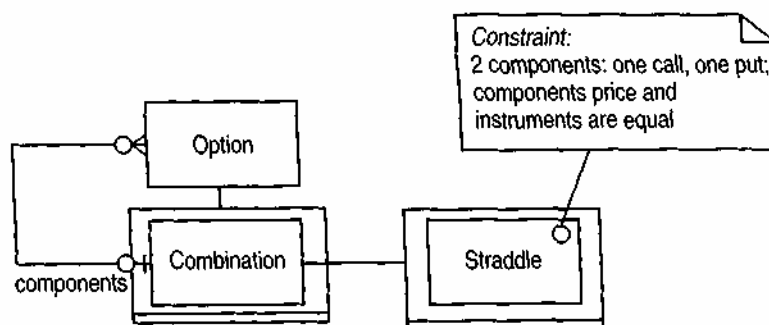 Constraint:
2 components: one call, one put;
components price and
instruments are equal
Option
Combination
Straddle
components